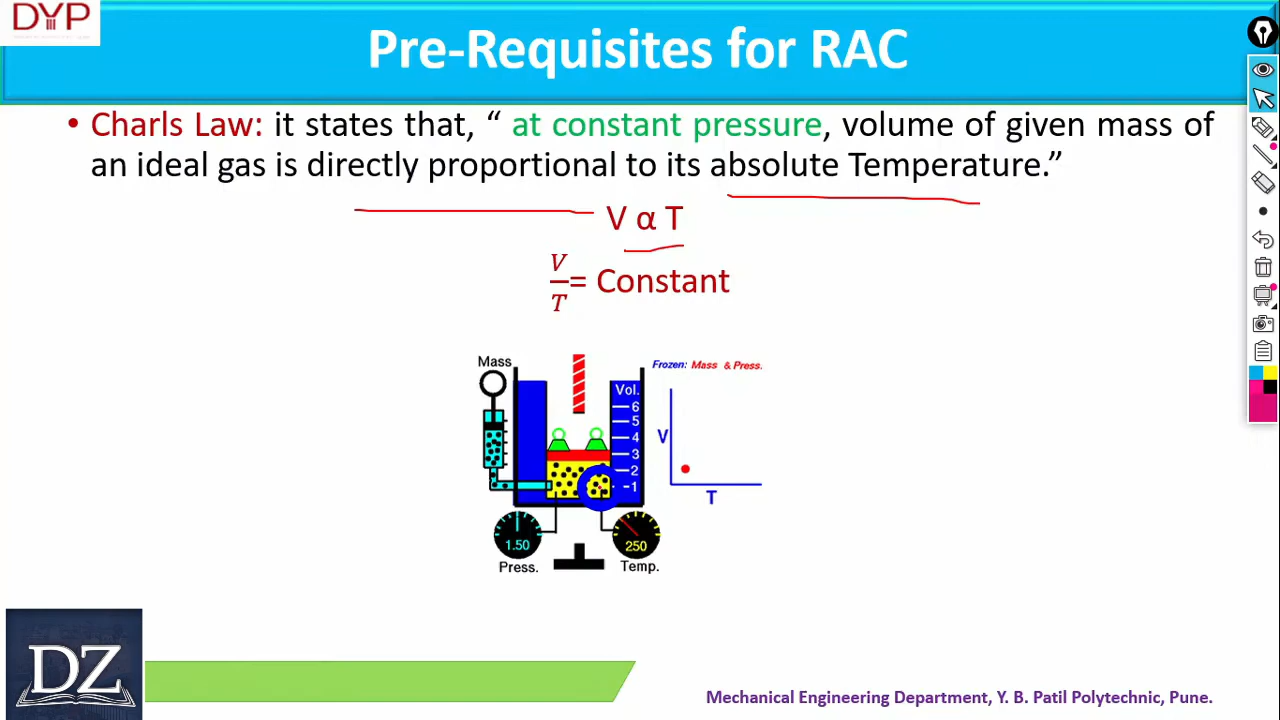 DYP
Pre-Requisites for RAC
• Charls Law: it states that, “ at constant pressure, volume of given mass of
an ideal gas is directly proportional to its absolute Temperature.”
V α T
V/T= Constant
Mass
Frozen: Mass & Press.
Vol.
6
5
4
3
2
1
V
T
1.50
250
Press.
Temp.
DZ
Mechanical Engineering Department, Y. B. Patil Polytechnic, Pune.